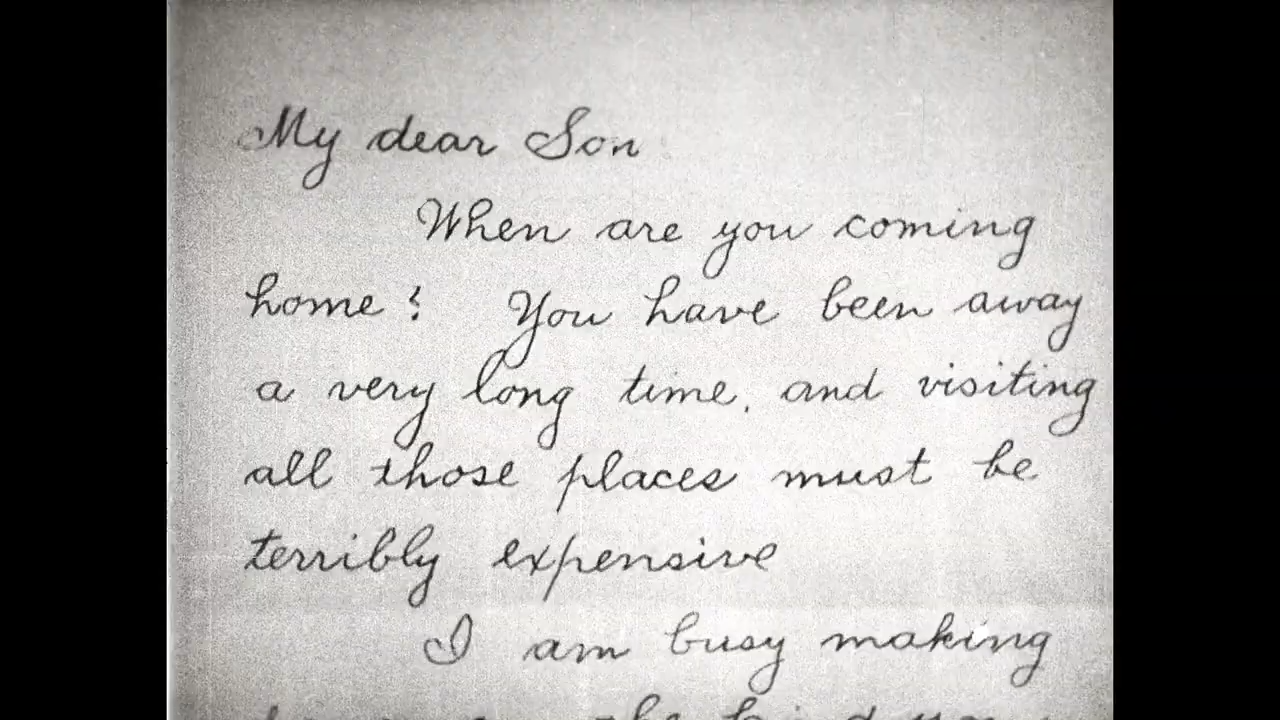 My dear Son
When are you coming
home? You have been away
a very long time, and visiting
all those places must be
terribly expensive
I am busy making